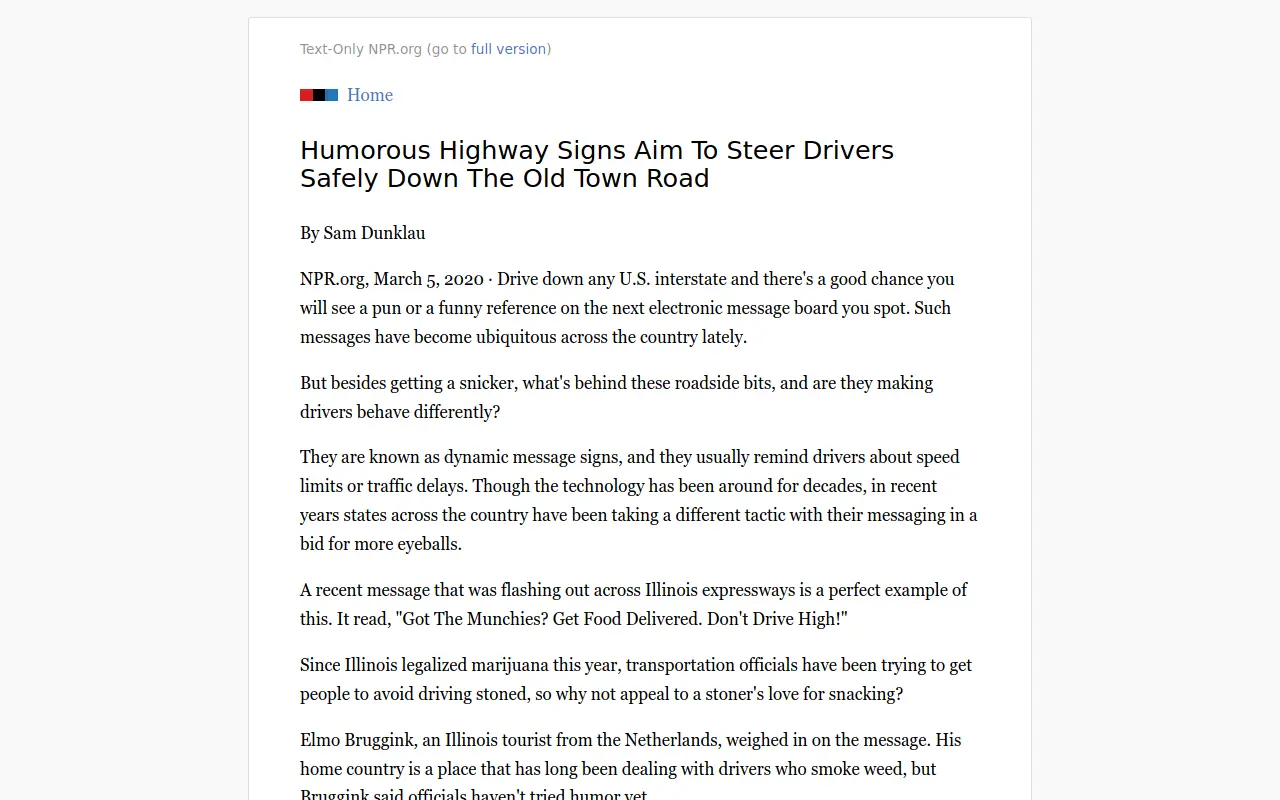 Text-Only NPR.org (go to full version)
Home
Humorous Highway Signs Aim To Steer Drivers
Safely Down The Old Town Road
By Sam Dunklau
NPR.org, March 5, 2020 · Drive down any U.S. interstate and there's a good chance you
will see a pun or a funny reference on the next electronic message board you spot. Such
messages have become ubiquitous across the country lately.
But besides getting a snicker, what's behind these roadside bits, and are they making
drivers behave differently?
They are known as dynamic message signs, and they usually remind drivers about speed
limits or traffic delays. Though the technology has been around for decades, in recent
years states across the country have been taking a different tactic with their messaging in a
bid for more eyeballs.
A recent message that was flashing out across Illinois expressways is a perfect example of
this. It read, "Got The Munchies? Get Food Delivered. Don't Drive High!"
Since Illinois legalized marijuana this year, transportation officials have been trying to get
people to avoid driving stoned, so why not appeal to a stoner's love for snacking?
Elmo Bruggink, an Illinois tourist from the Netherlands, weighed in on the message. His
home country is a place that has long been dealing with drivers who smoke weed, but
Bruggink said officials haven't tried humor yet.